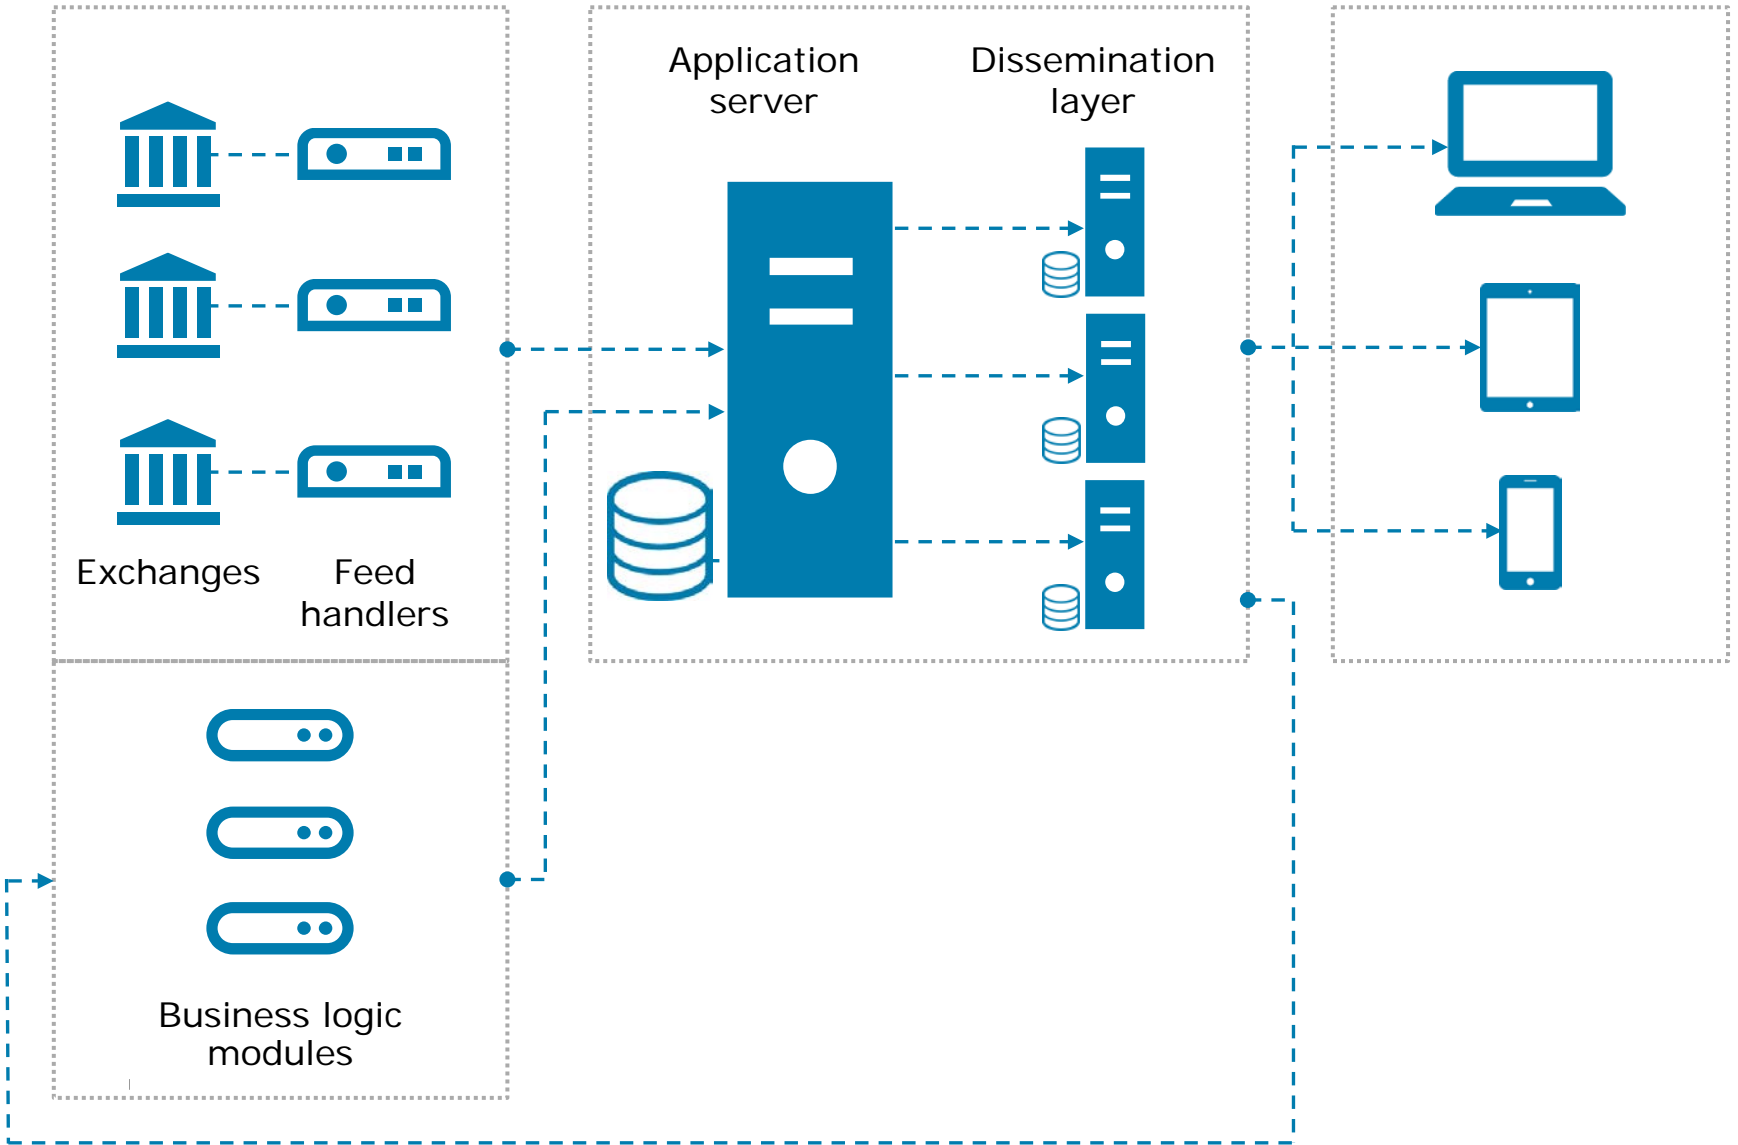 Application
server
Dissemination
layer
Exchanges
Feed
handlers
Business logic
modules